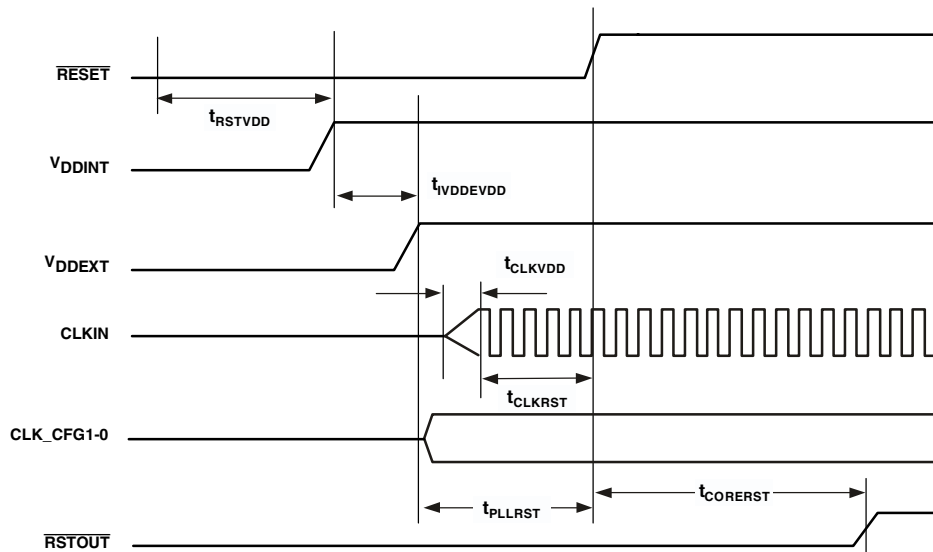 RESET
tRSTVDD
VDDINT
tIVDDEVDD
VDDEXT
tCLKVDD
CLKIN
tCLKRST
CLK_CFG1-0
tPLLRST
tCORERST
RSTOUT